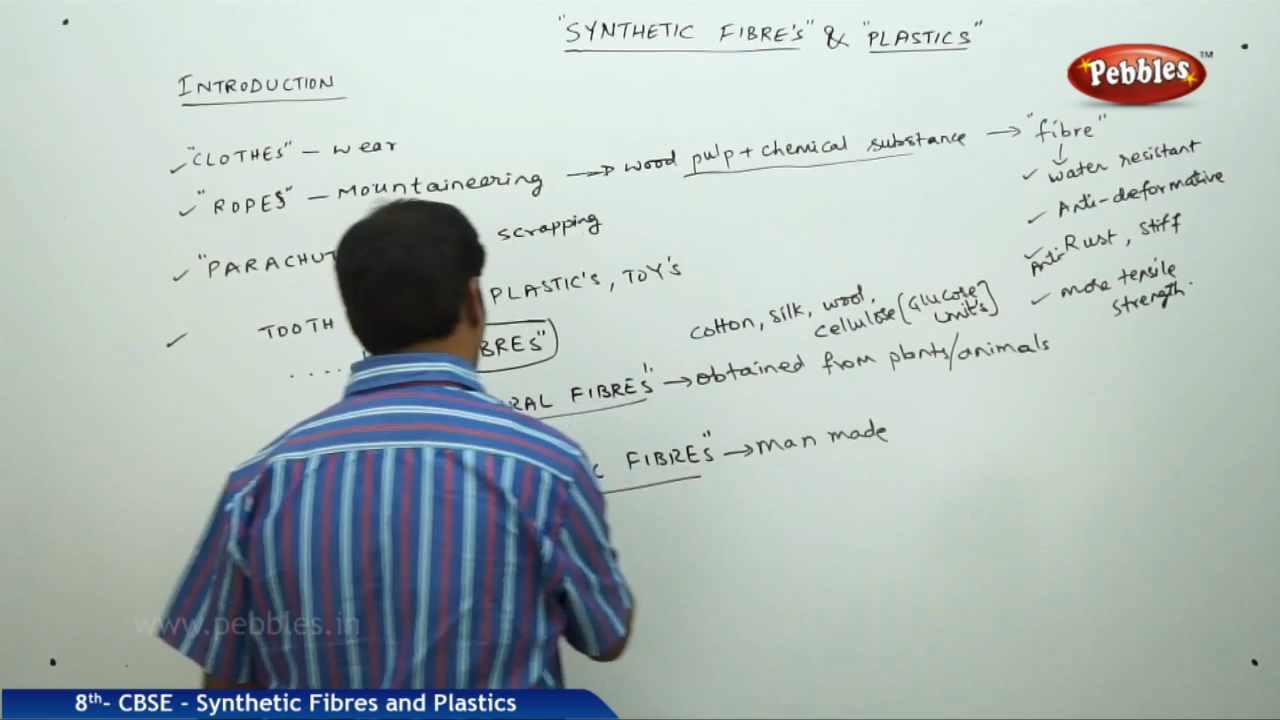 "SYNTHETIC FIBRE'S" & "PLASTICS"
Pebbles™
INTRODUCTION
"CLOTHES" – wear
"ROPES" – Mountaineering → wood pulp + chemical substance → "fibre"
water resistant
Anti-deformative
Anti-Rust, stiff
more tensile strength.
"PARACHUT
scrapping
TOOTH
PLASTIC'S, TOY'S
.....
BRES"
cotton, silk, wool,
cellulose [Glucose units]
RAL FIBRES" → obtained from plants/animals
C FIBRES" → Man made
www.pebbles.in
8th- CBSE - Synthetic Fibres and Plastics